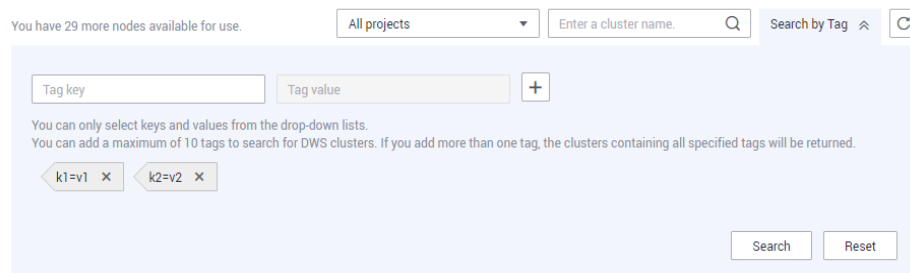 You have 29 more nodes available for use.
All projects
Enter a cluster name.
Search by Tag
Tag key
Tag value
You can only select keys and values from the drop-down lists.
You can add a maximum of 10 tags to search for DWS clusters. If you add more than one tag, the clusters containing all specified tags will be returned.
k1=v1
k2=v2
Search
Reset